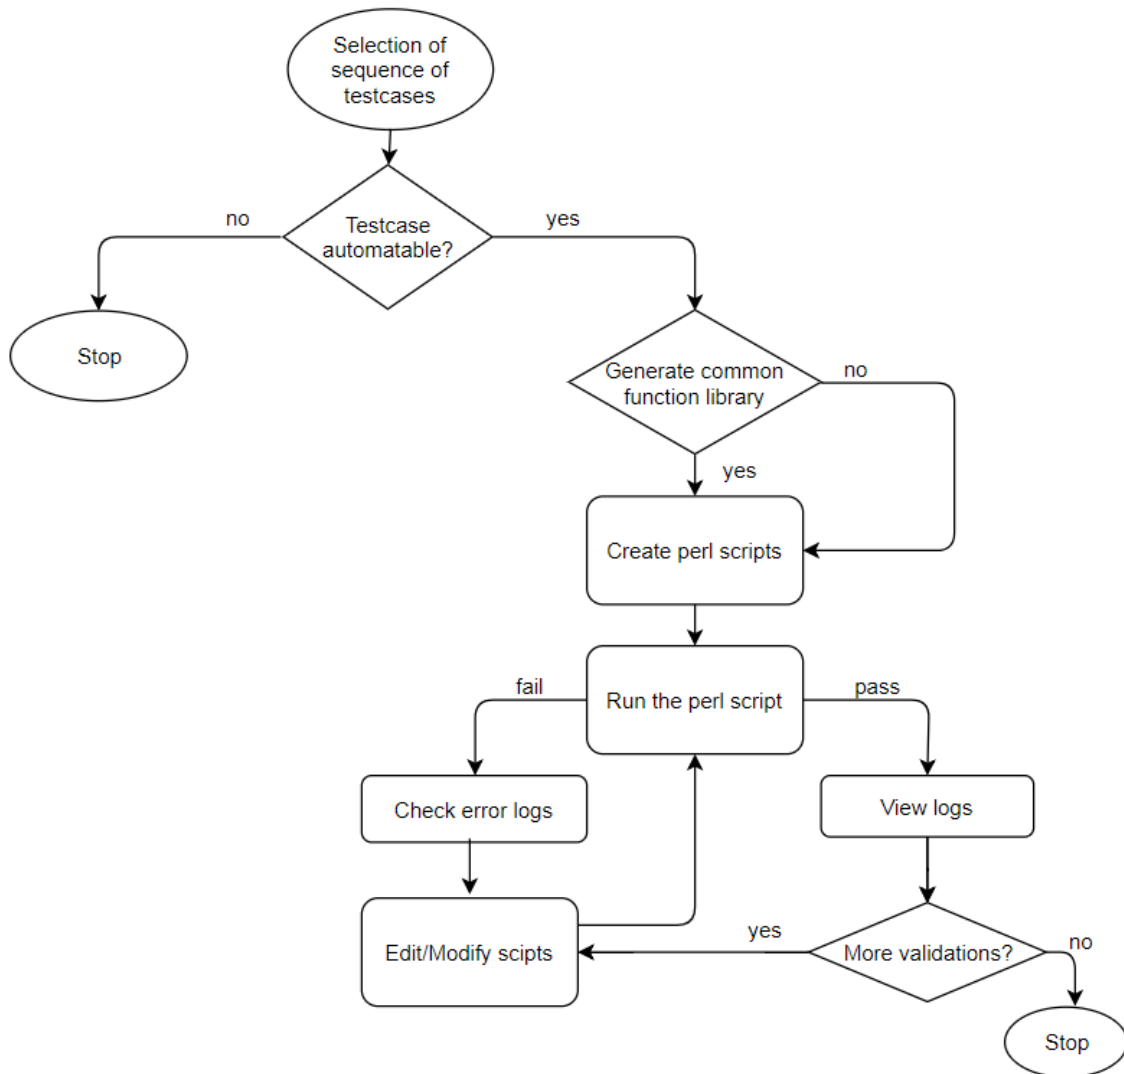 Selection of
sequence of
testcases
no
yes
Testcase
automatable?
Stop
Generate common
function library
no
yes
Create perl scripts
fail
Run the perl script
pass
Check error logs
View logs
Edit/Modify scipts
yes
More validations?
no
Stop